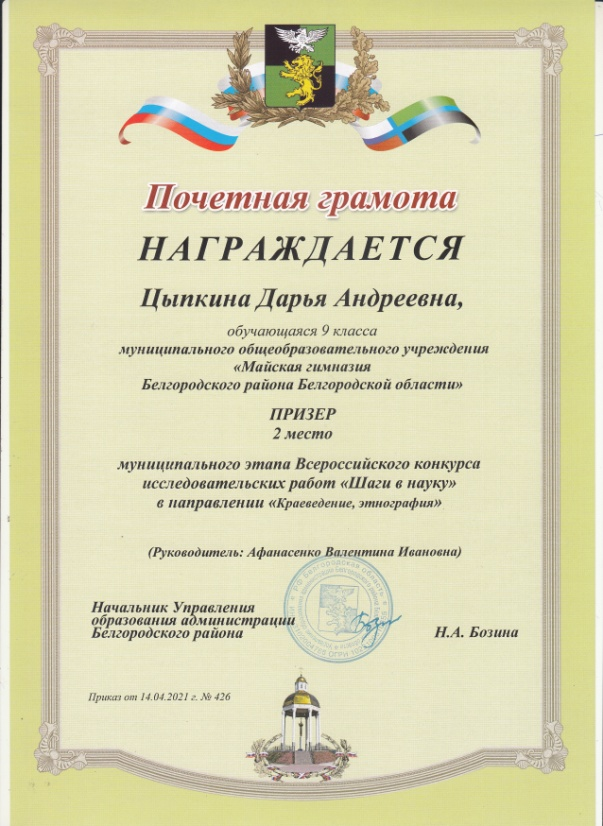 Почетная грамота
НАГРАЖДАЕТСЯ
Цыпкина Дарья Андреевна,
обучающаяся 9 класса
муниципального общеобразовательного учреждения
«Майская гимназия
Белгородского района Белгородской области»
ПРИЗЕР
2 место
муниципального этапа Всероссийского конкурса
исследовательских работ «Шаги в науку»
в направлении «Краеведение, этнография»
(Руководитель: Афанасенко Валентина Ивановна)
Начальник Управления
образования администрации
Белгородского района
Н.А. Бозина
Приказ от 14.04.2021 г. № 426